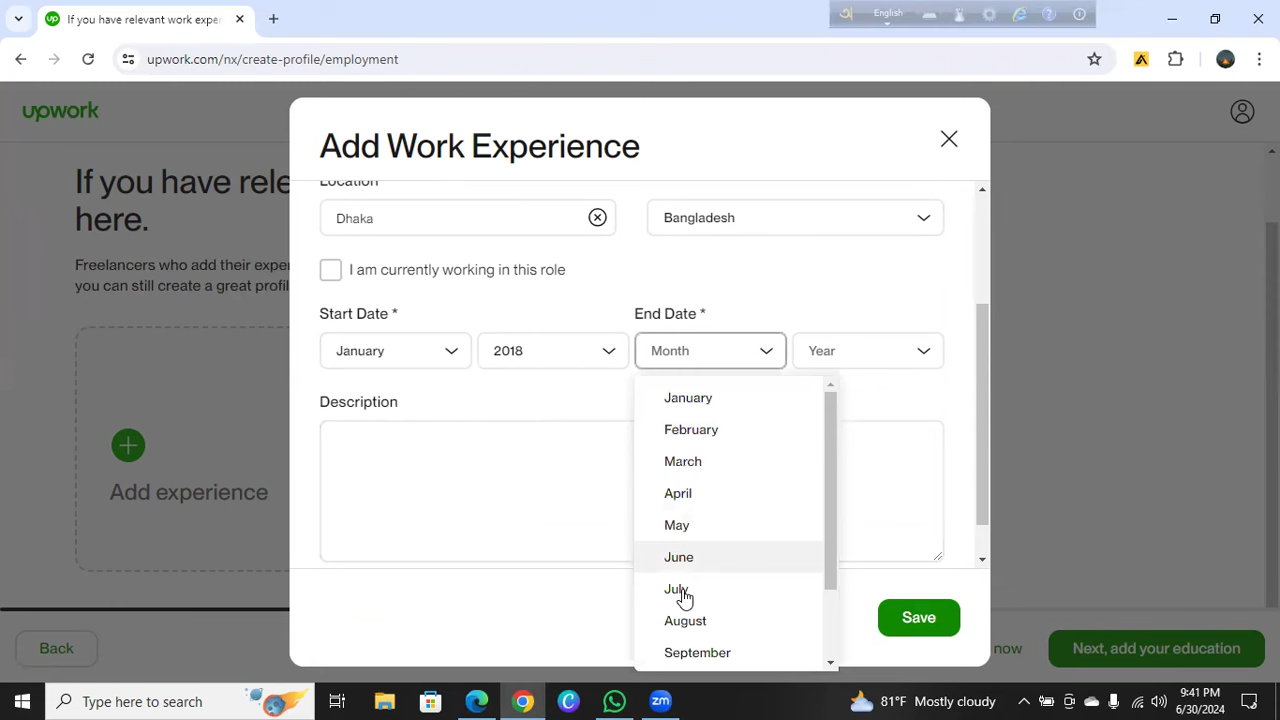 If you have relevant work expe
English
upwork.com/nx/create-profile/employment
upwork
If you have rele
here.
Freelancers who add their exper
you can still create a great profil
Add experience
Add Work Experience
Location
Dhaka
Bangladesh
I am currently working in this role
Start Date *
End Date *
January
2018
Month
Year
Description
January
February
March
April
May
June
July
August
September
Save
Back
now
Next, add your education
Type here to search
81°F Mostly cloudy
9:41 PM
6/30/2024